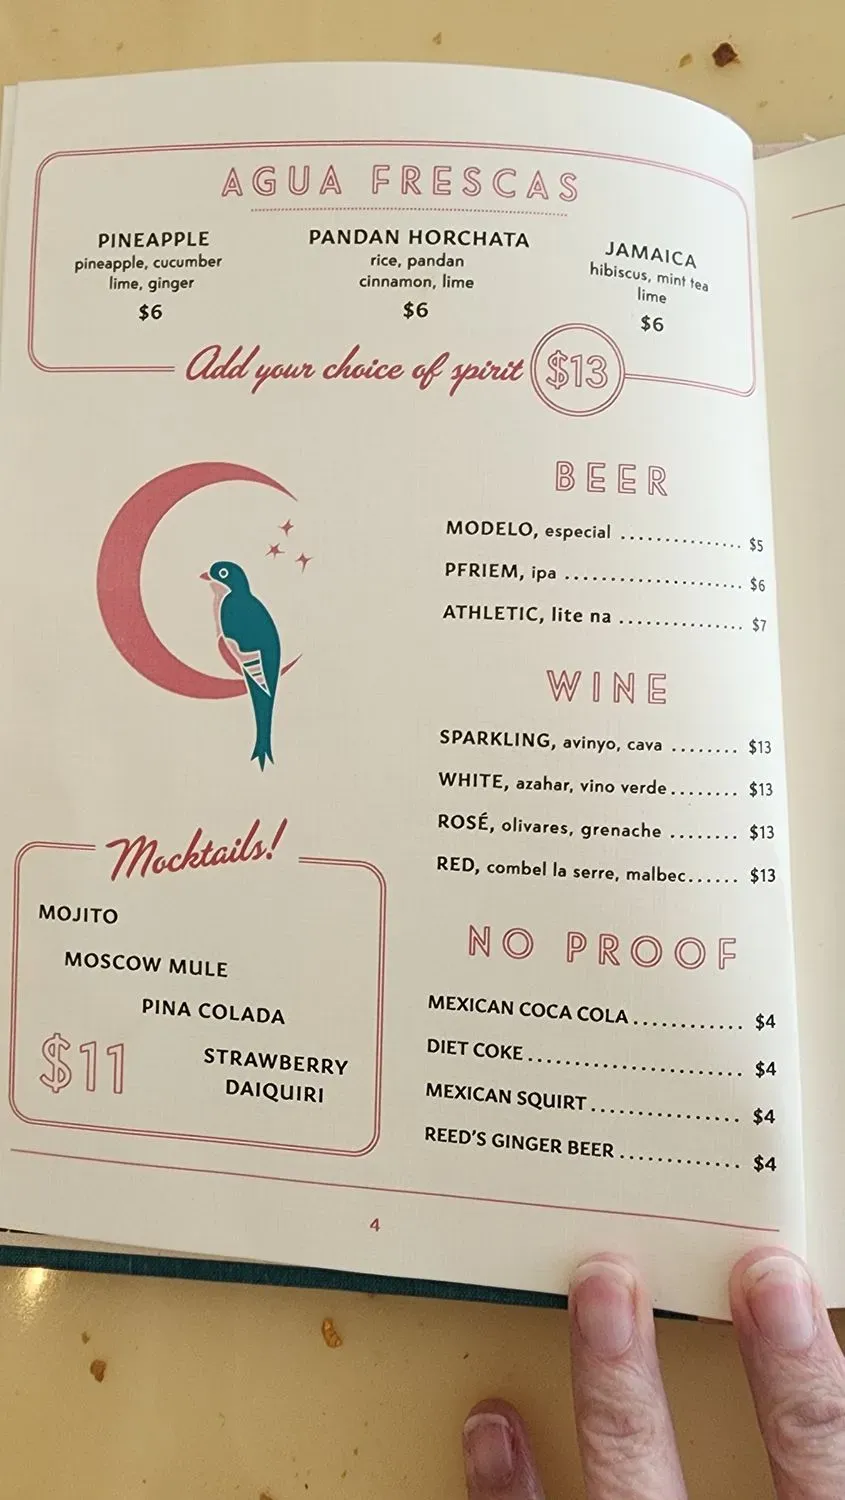 AGUA FRESCAS
PINEAPPLE
pineapple, cucumber
lime, ginger
$6
PANDAN HORCHATA
rice, pandan
cinnamon, lime
$6
JAMAICA
hibiscus, mint tea
lime
$6
Add your choice of spirit $13
BEER
MODELO, especial ............... $5
PFRIEM, ipa ...................... $6
ATHLETIC, lite na ............... $7
WINE
SPARKLING, avinyo, cava ........ $13
WHITE, azahar, vino verde........ $13
ROSÉ, olivares, grenache ........ $13
RED, combel la serre, malbec...... $13
Mocktails!
MOJITO
MOSCOW MULE
PINA COLADA
STRAWBERRY
DAIQUIRI
$11
NO PROOF
MEXICAN COCA COLA............ $4
DIET COKE........................ $4
MEXICAN SQUIRT................. $4
REED'S GINGER BEER............. $4
4